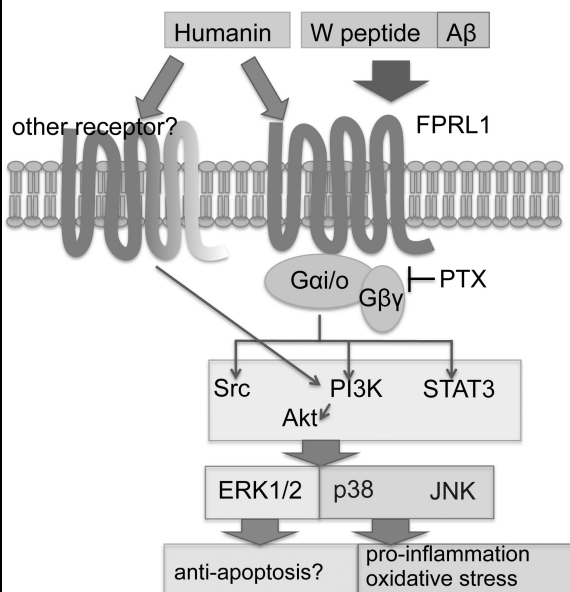 Humanin
W peptide
Aβ
other receptor?
FPRL1
Gαi/o
Gβγ
PTX
Src
PI3K
STAT3
Akt
ERK1/2
p38
JNK
anti-apoptosis?
pro-inflammation
oxidative stress